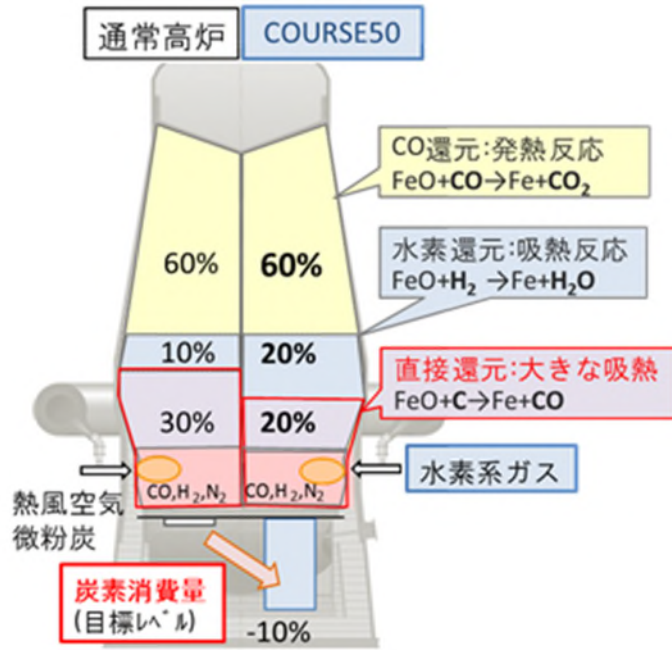 通常高炉
COURSE50
CO還元:発熱反応
FeO+CO→Fe+CO₂
60%
60%
水素還元:吸熱反応
FeO+H₂→Fe+H₂O
10%
20%
直接還元:大きな吸熱
FeO+C→Fe+CO
30%
20%
CO,H₂,N₂
CO,H₂,N₂
水素系ガス
熱風空気
微粉炭
炭素消費量
(目標ﾚﾍﾞﾙ)
-10%